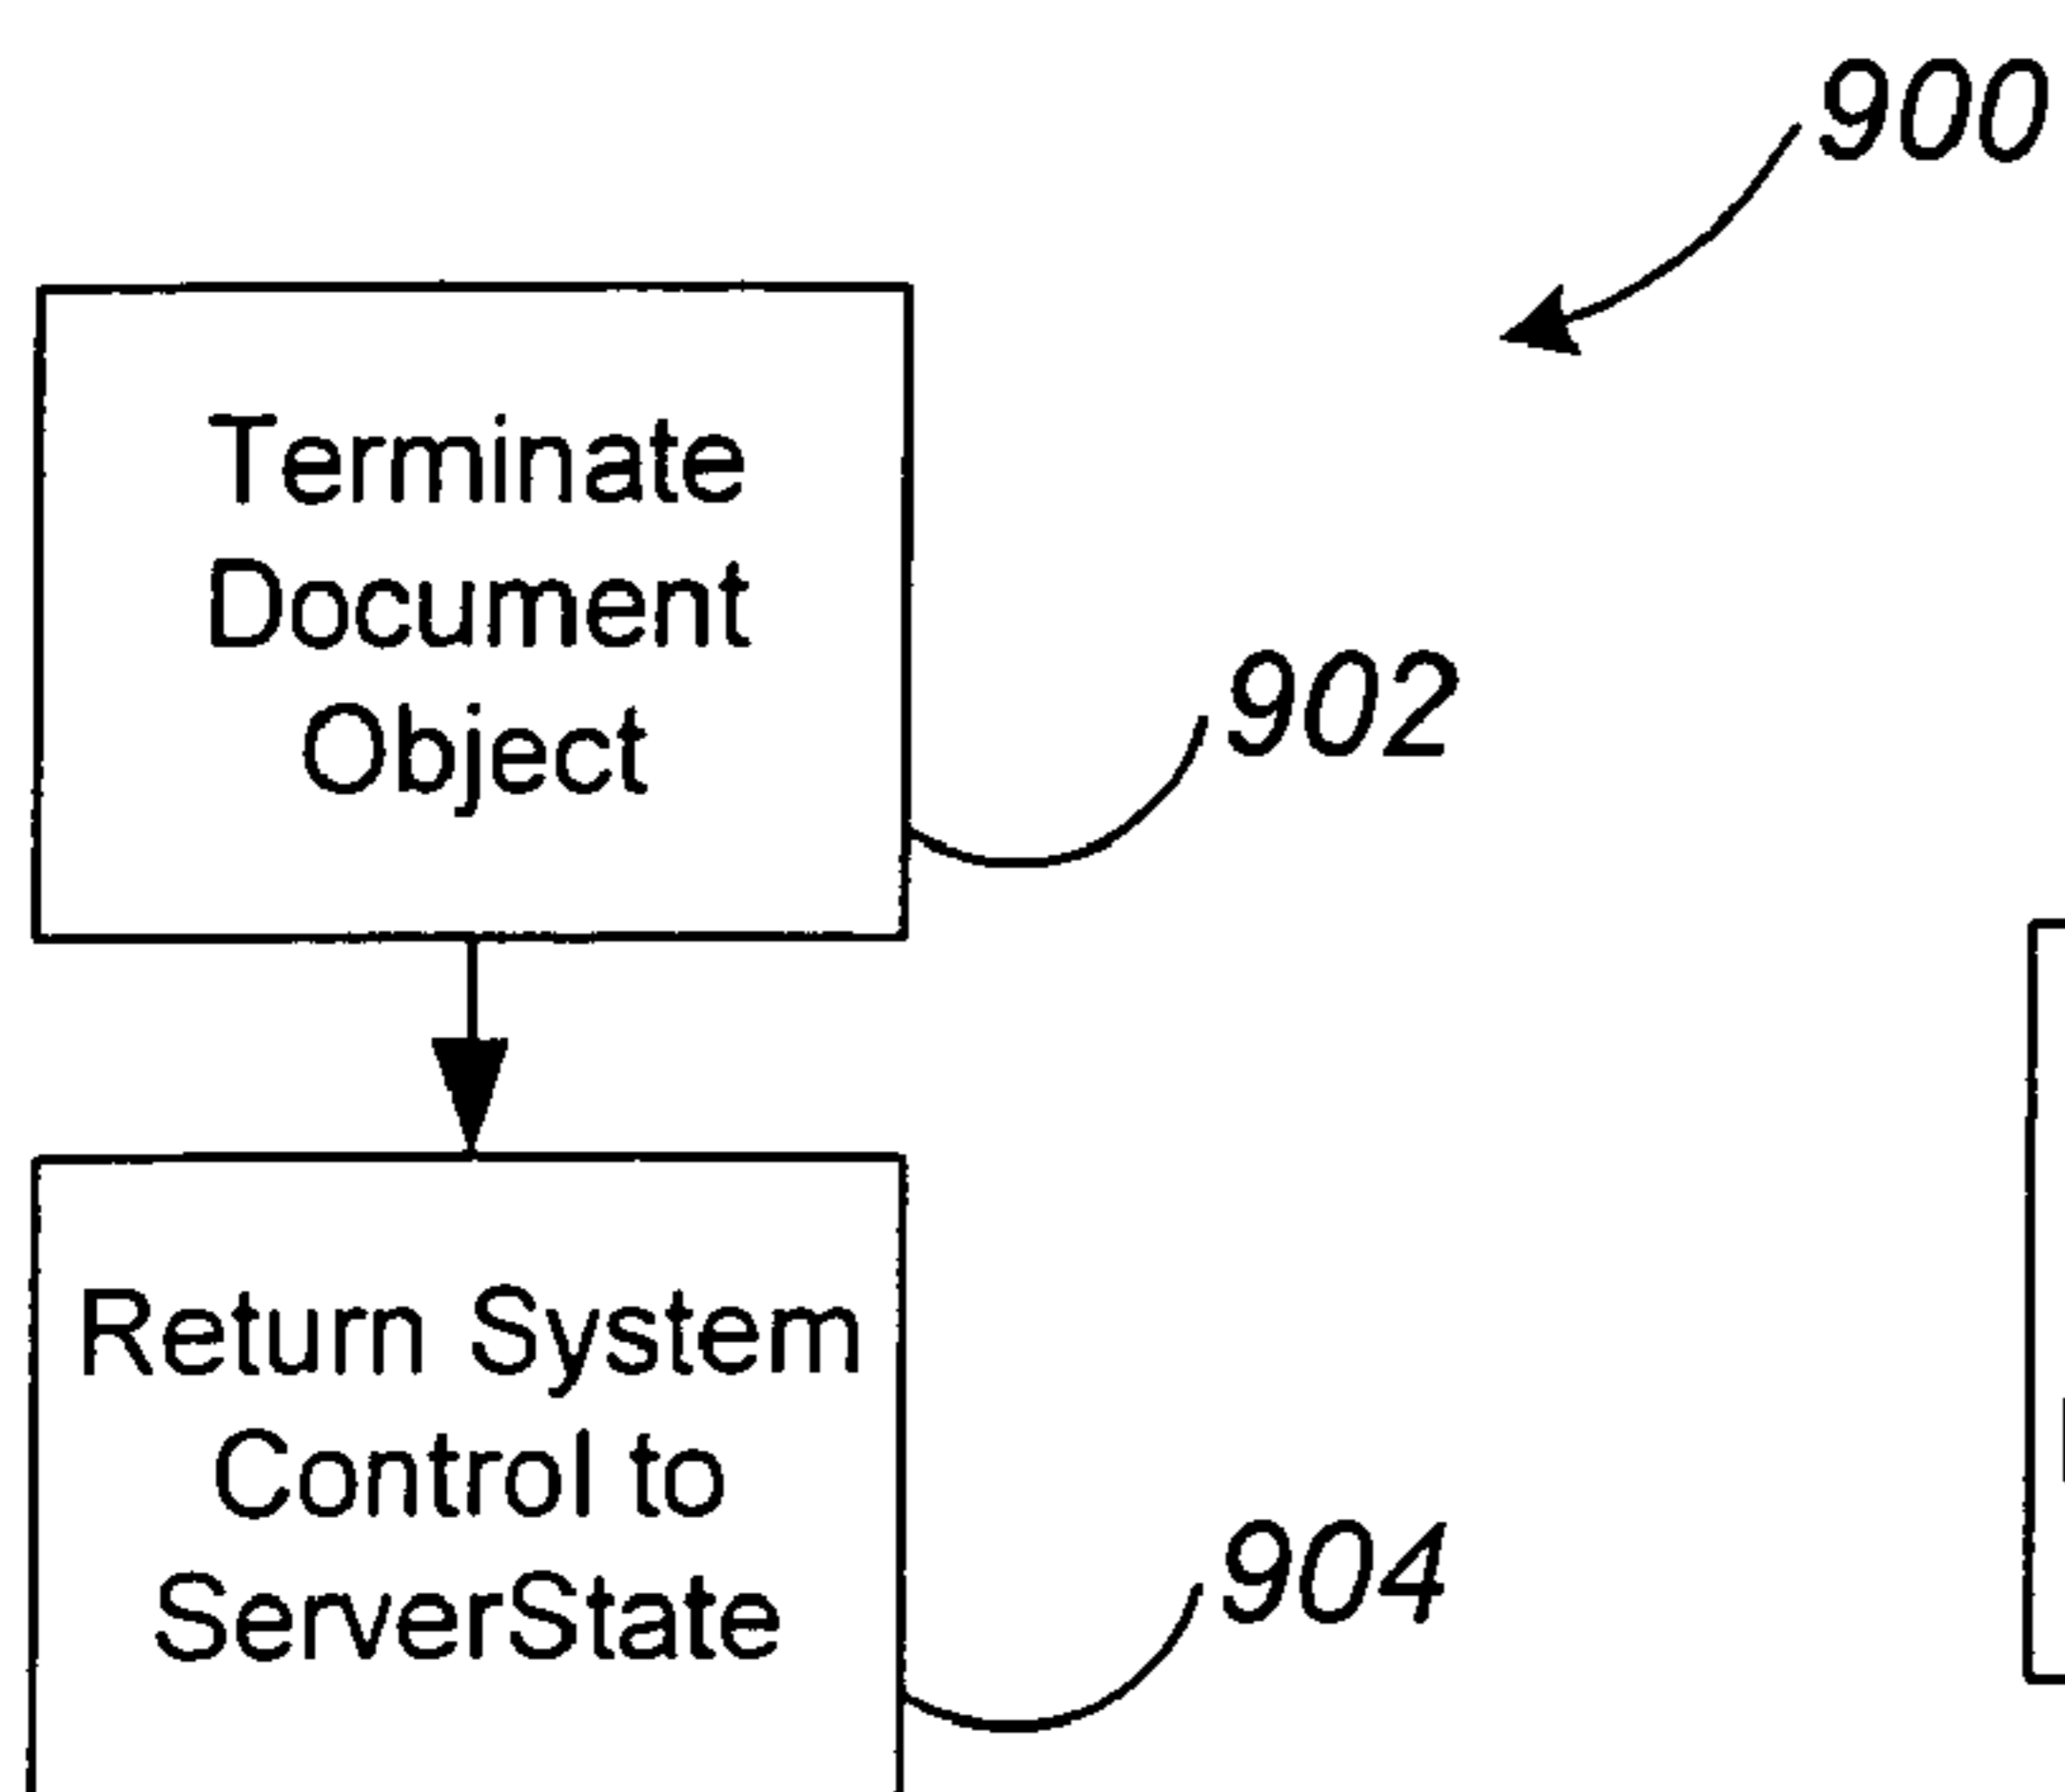 900
Terminate
Document
Object
902
Return System
Control to
ServerState
904